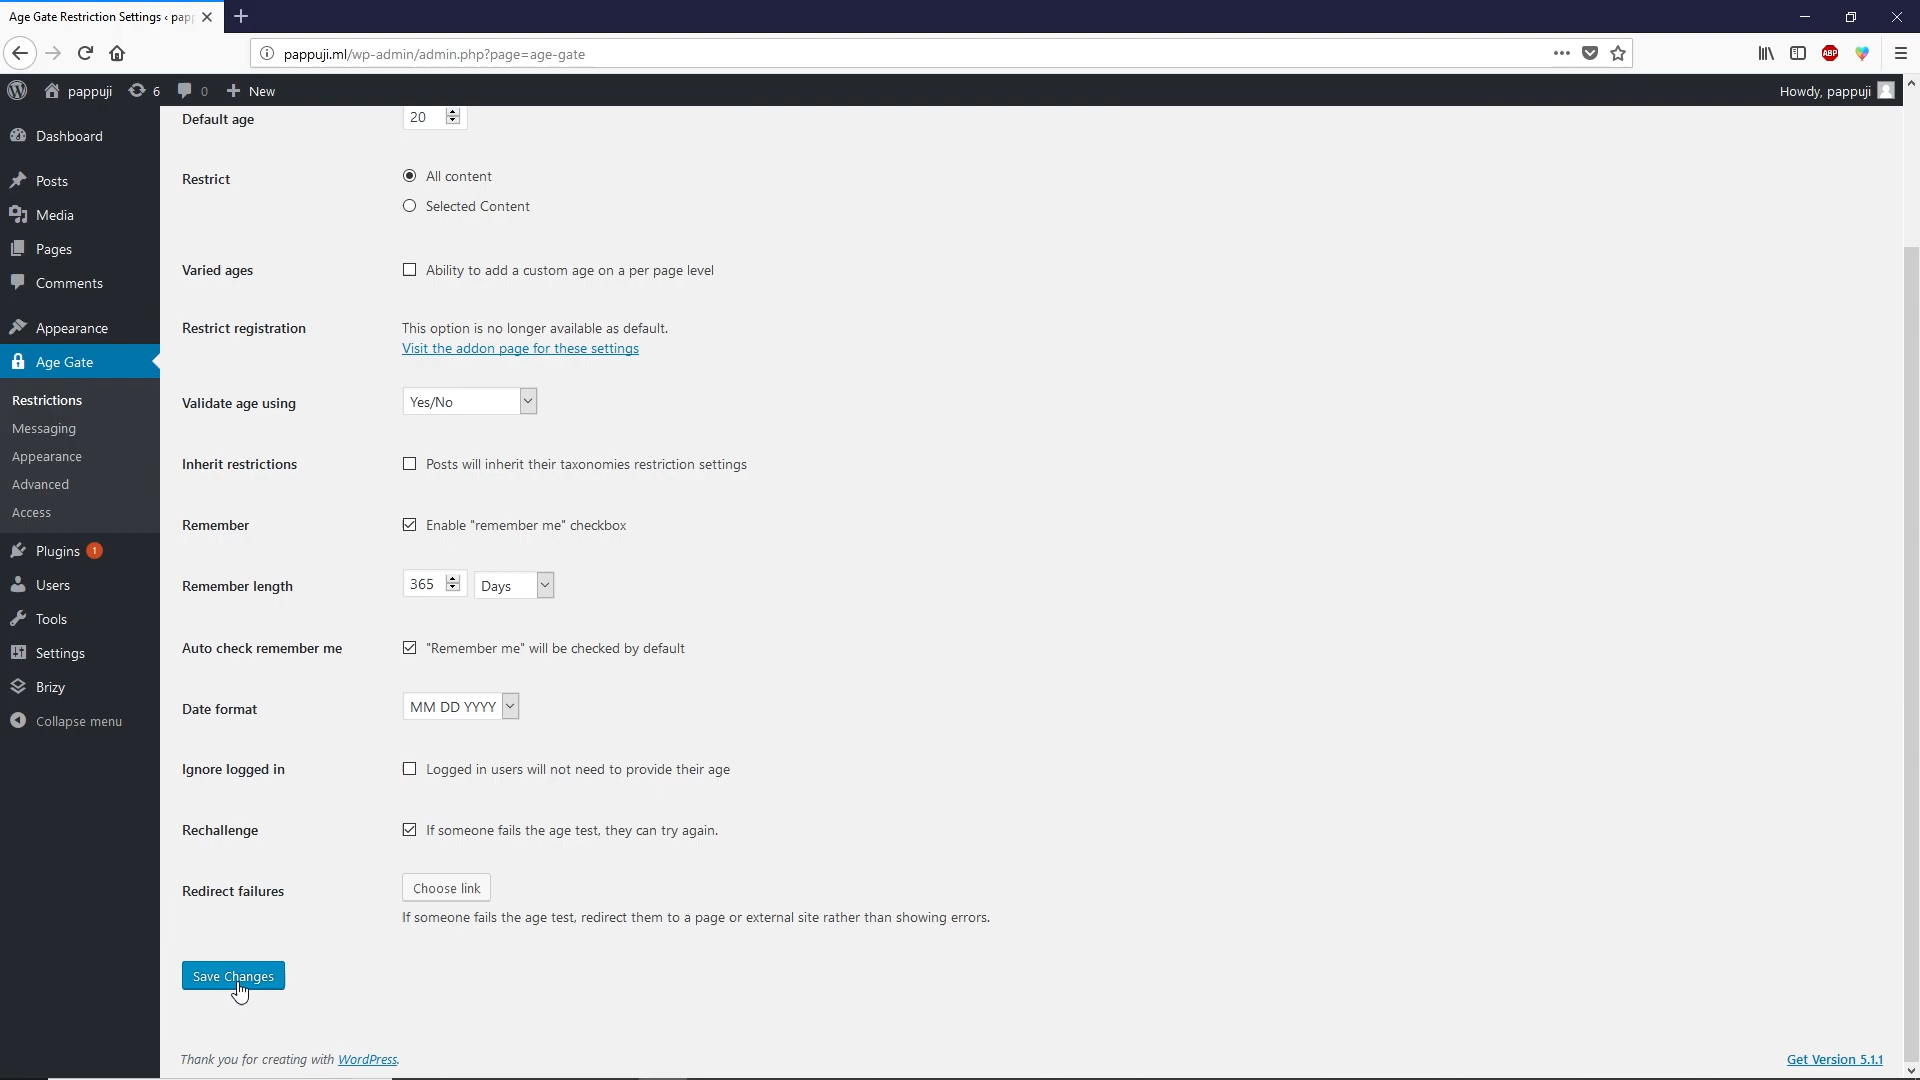 Age Gate Restriction Settings ‹ pap
pappuji.ml/wp-admin/admin.php?page=age-gate
ABP
pappuji
6
0
New
Howdy, pappuji
Dashboard
Posts
Media
Pages
Comments
Appearance
Age Gate
Restrictions
Messaging
Appearance
Advanced
Access
Plugins 1
Users
Tools
Settings
Brizy
Collapse menu
Default age
20
Restrict
All content
Selected Content
Varied ages
Ability to add a custom age on a per page level
Restrict registration
This option is no longer available as default.
Visit the addon page for these settings
Validate age using
Yes/No
Inherit restrictions
Posts will inherit their taxonomies restriction settings
Remember
Enable "remember me" checkbox
Remember length
365
Days
Auto check remember me
"Remember me" will be checked by default
Date format
MM DD YYYY
Ignore logged in
Logged in users will not need to provide their age
Rechallenge
If someone fails the age test, they can try again.
Redirect failures
Choose link
If someone fails the age test, redirect them to a page or external site rather than showing errors.
Save Changes
Thank you for creating with WordPress.
Get Version 5.1.1